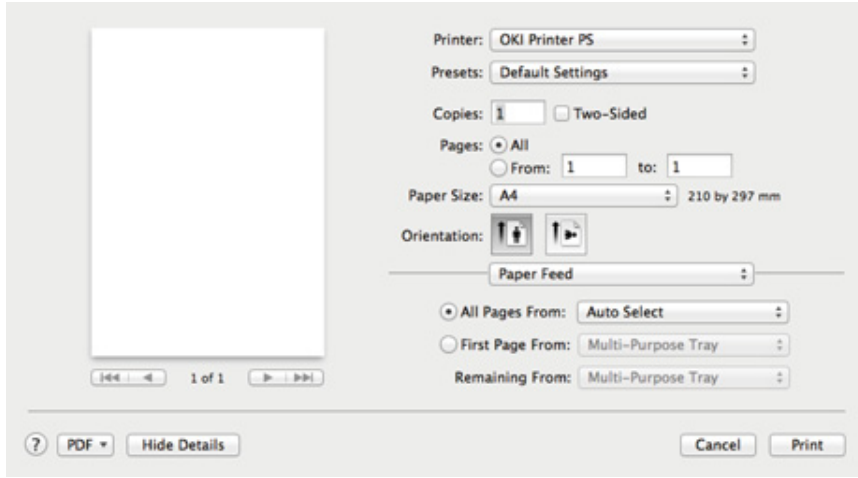 Printer: OKI Printer PS
Presets: Default Settings
Copies: 1 Two-Sided
Pages: All
From: 1 to: 1
Paper Size: A4 210 by 297 mm
Orientation:
Paper Feed
All Pages From: Auto Select
First Page From: Multi-Purpose Tray
Remaining From: Multi-Purpose Tray
1 of 1
? PDF Hide Details Cancel Print